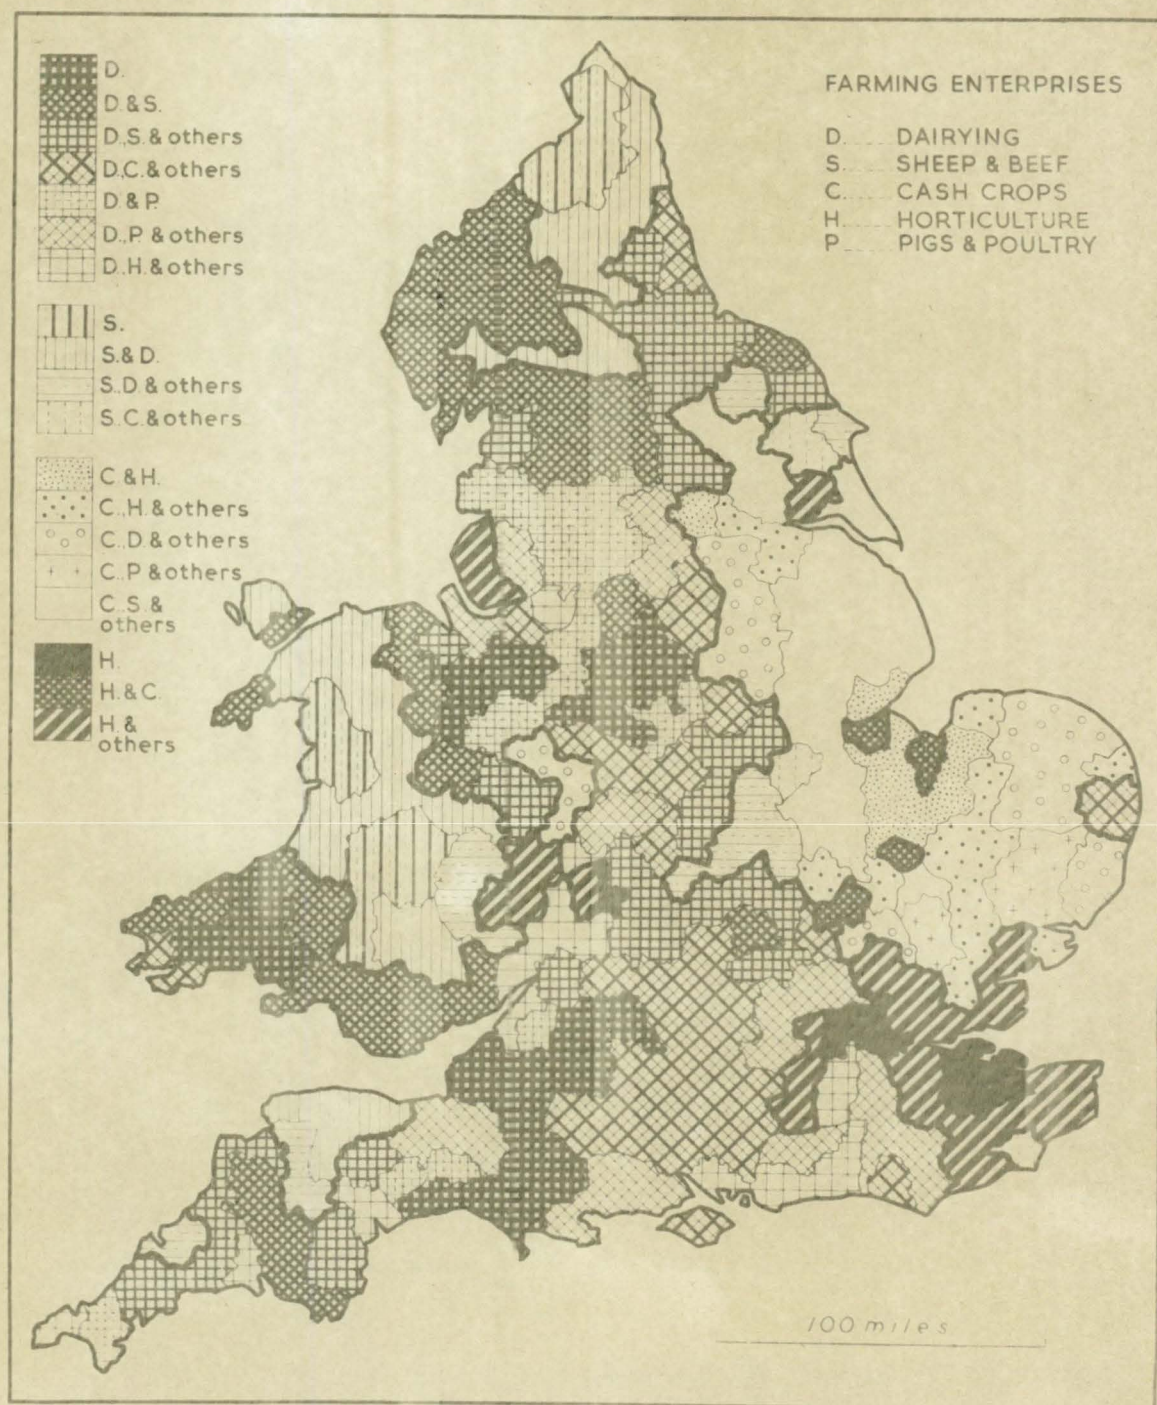 D.
D.&S.
D.,S.&others
D.,C.&others
D.&P.
D.,P.&others
D.,H.&others
S.
S.&D.
S.,D.&others
S.,C.&others
C.&H.
C.,H.&others
C.,D.&others
C.,P.&others
C.,S.&
others
H.
H.&C.
H.&
others
FARMING ENTERPRISES
D.... DAIRYING
S..... SHEEP & BEEF
C..... CASH CROPS
H..... HORTICULTURE
P.... PIGS & POULTRY
100 miles